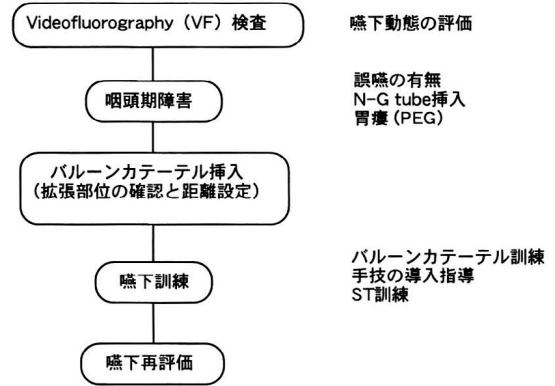 Videofluorography（VF）検査
嚥下動態の評価
咽頭期障害
誤嚥の有無
N-G tube挿入
胃瘻（PEG）
バルーンカテーテル挿入
（拡張部位の確認と距離設定）
嚥下訓練
バルーンカテーテル訓練
手技の導入指導
ST訓練
嚥下再評価